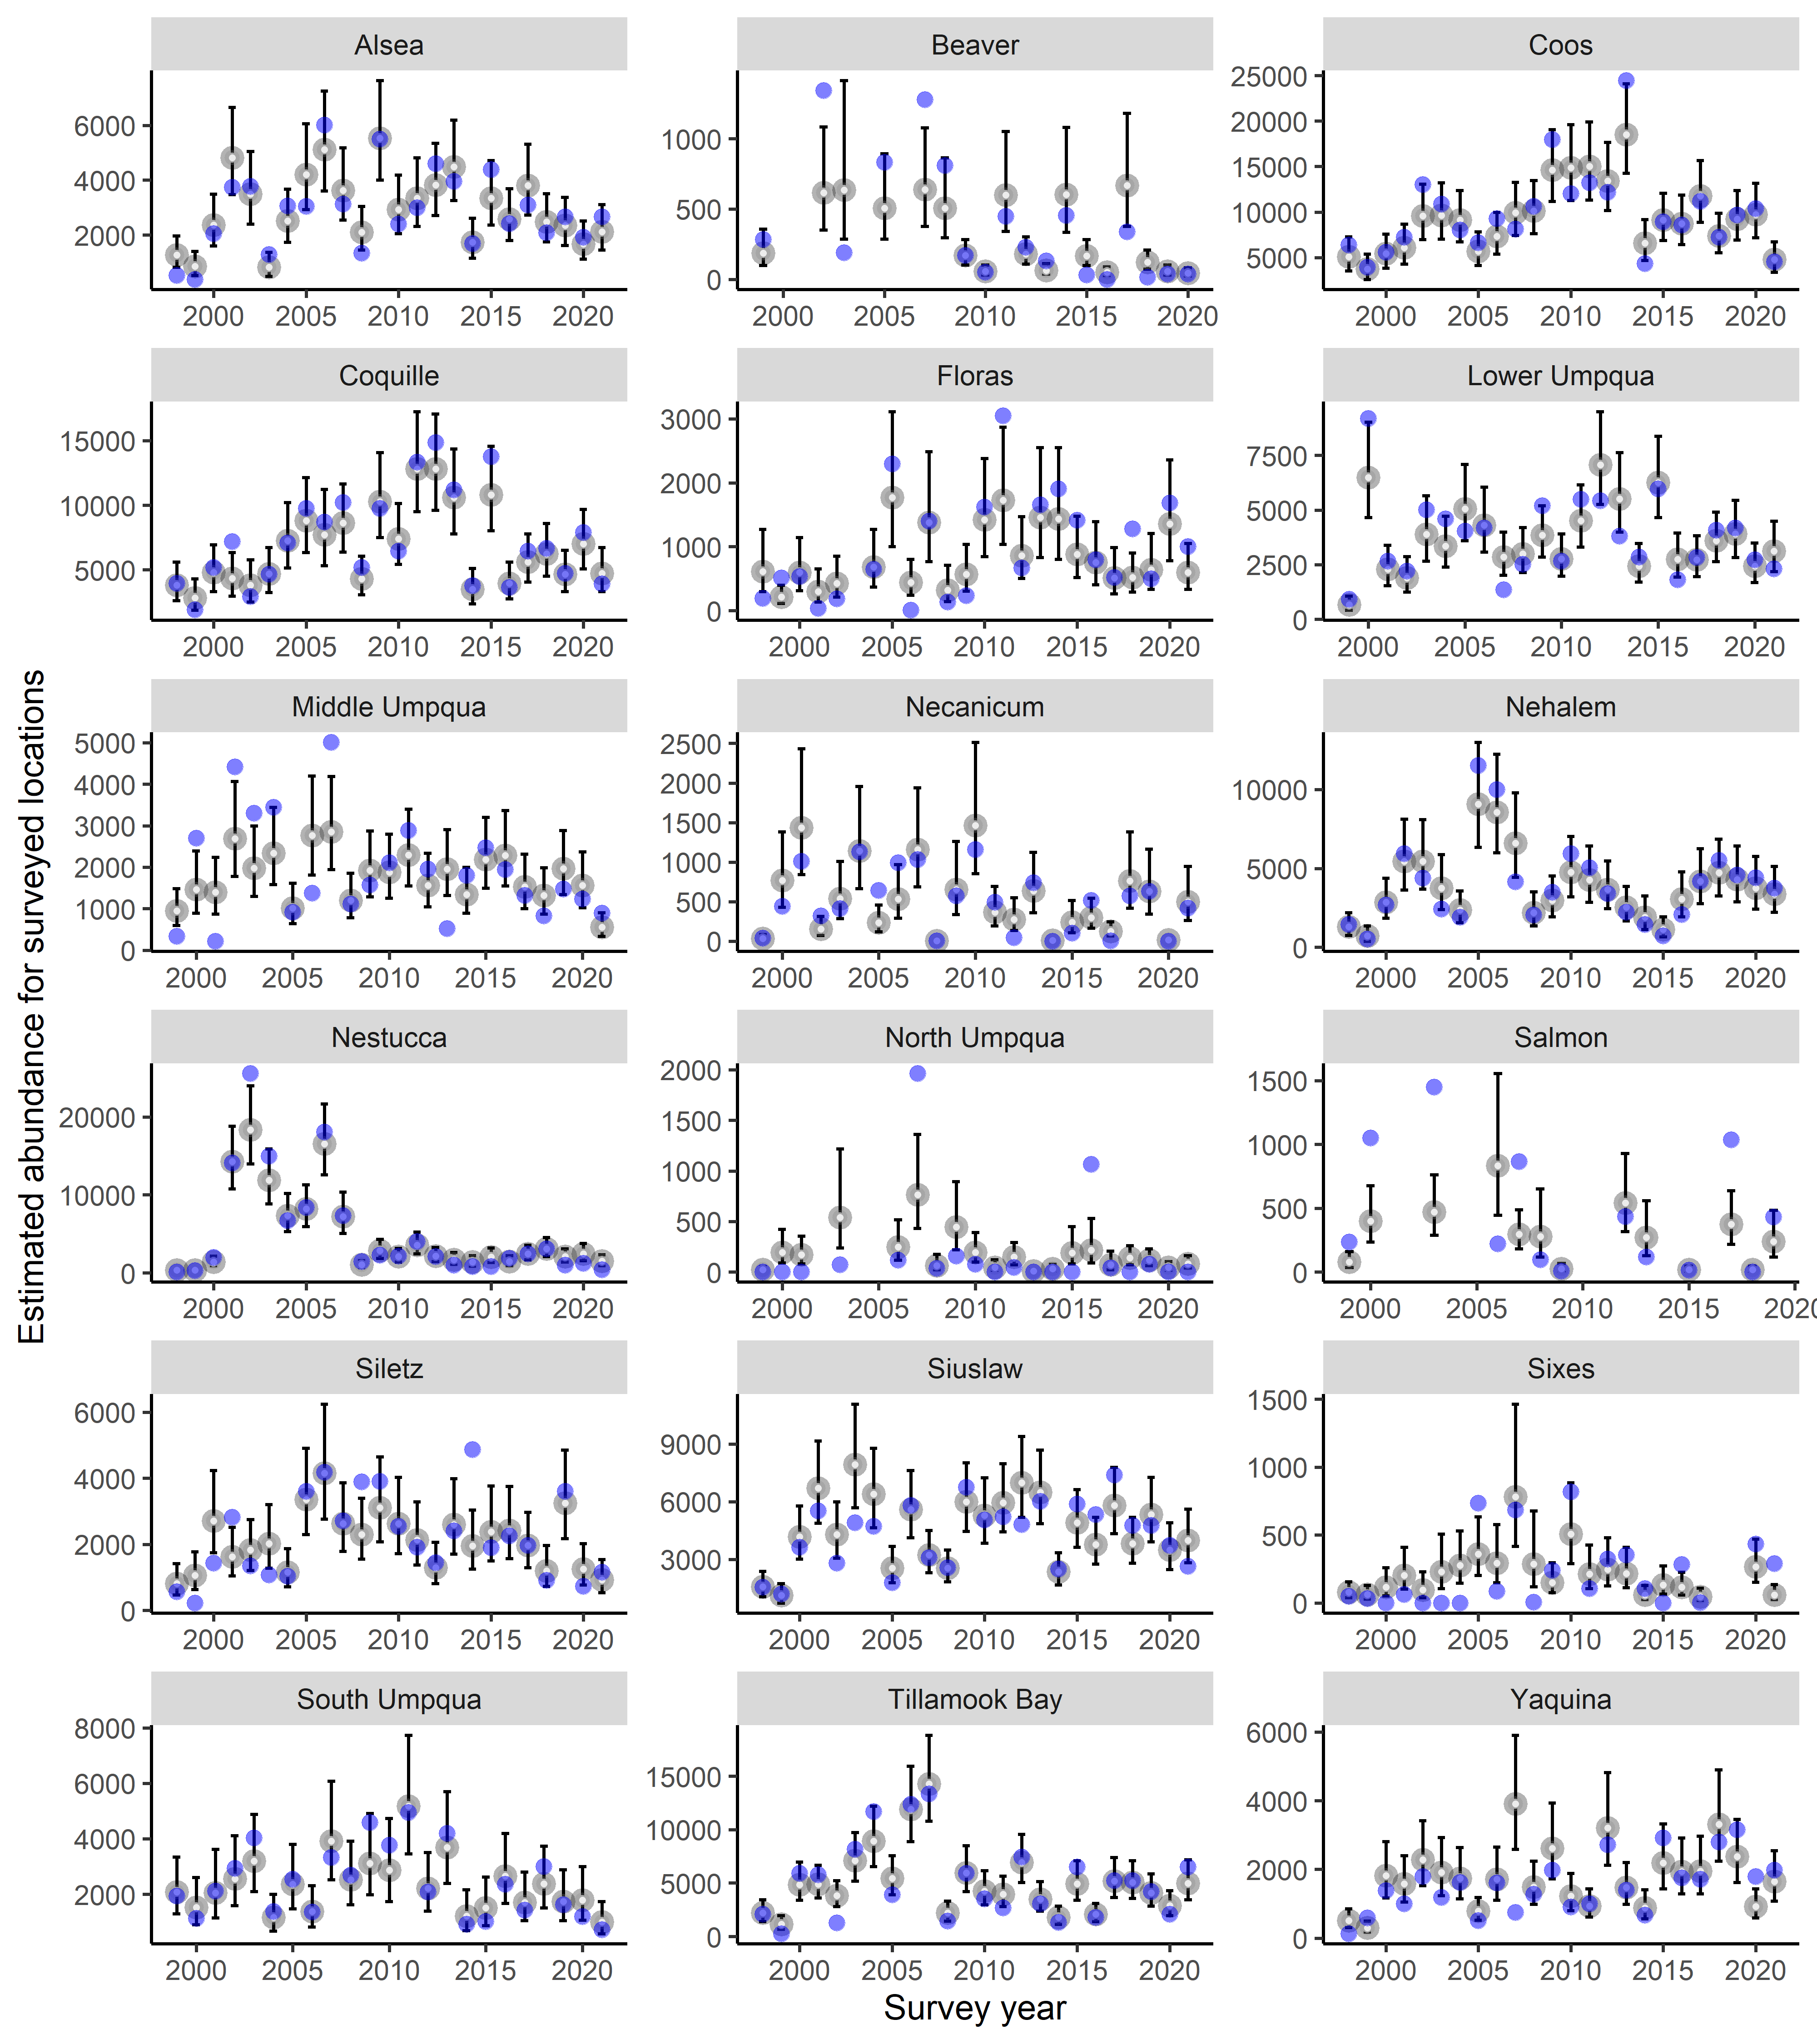 Alsea
Beaver
Coos
6000
4000
2000
1000
500
0
25000
20000
15000
10000
5000
2000 2005 2010 2015 2020
2000 2005 2010 2015 2020
2000 2005 2010 2015 2020
Coquille
Floras
Lower Umpqua
15000
10000
5000
3000
2000
1000
0
7500
5000
2500
0
2000 2005 2010 2015 2020
2000 2005 2010 2015 2020
2000 2005 2010 2015 2020
Estimated abundance for surveyed locations
Middle Umpqua
Necanicum
Nehalem
5000
4000
3000
2000
1000
0
2500
2000
1500
1000
500
0
10000
5000
0
2000 2005 2010 2015 2020
2000 2005 2010 2015 2020
2000 2005 2010 2015 2020
Nestucca
North Umpqua
Salmon
20000
10000
0
2000
1500
1000
500
0
1500
1000
500
0
2000 2005 2010 2015 2020
2000 2005 2010 2015 2020
2000 2005 2010 2015 2020
Siletz
Siuslaw
Sixes
6000
4000
2000
0
9000
6000
3000
1500
1000
500
0
2000 2005 2010 2015 2020
2000 2005 2010 2015 2020
2000 2005 2010 2015 2020
South Umpqua
Tillamook Bay
Yaquina
8000
6000
4000
2000
15000
10000
5000
0
6000
4000
2000
0
2000 2005 2010 2015 2020
2000 2005 2010 2015 2020
2000 2005 2010 2015 2020
Survey year